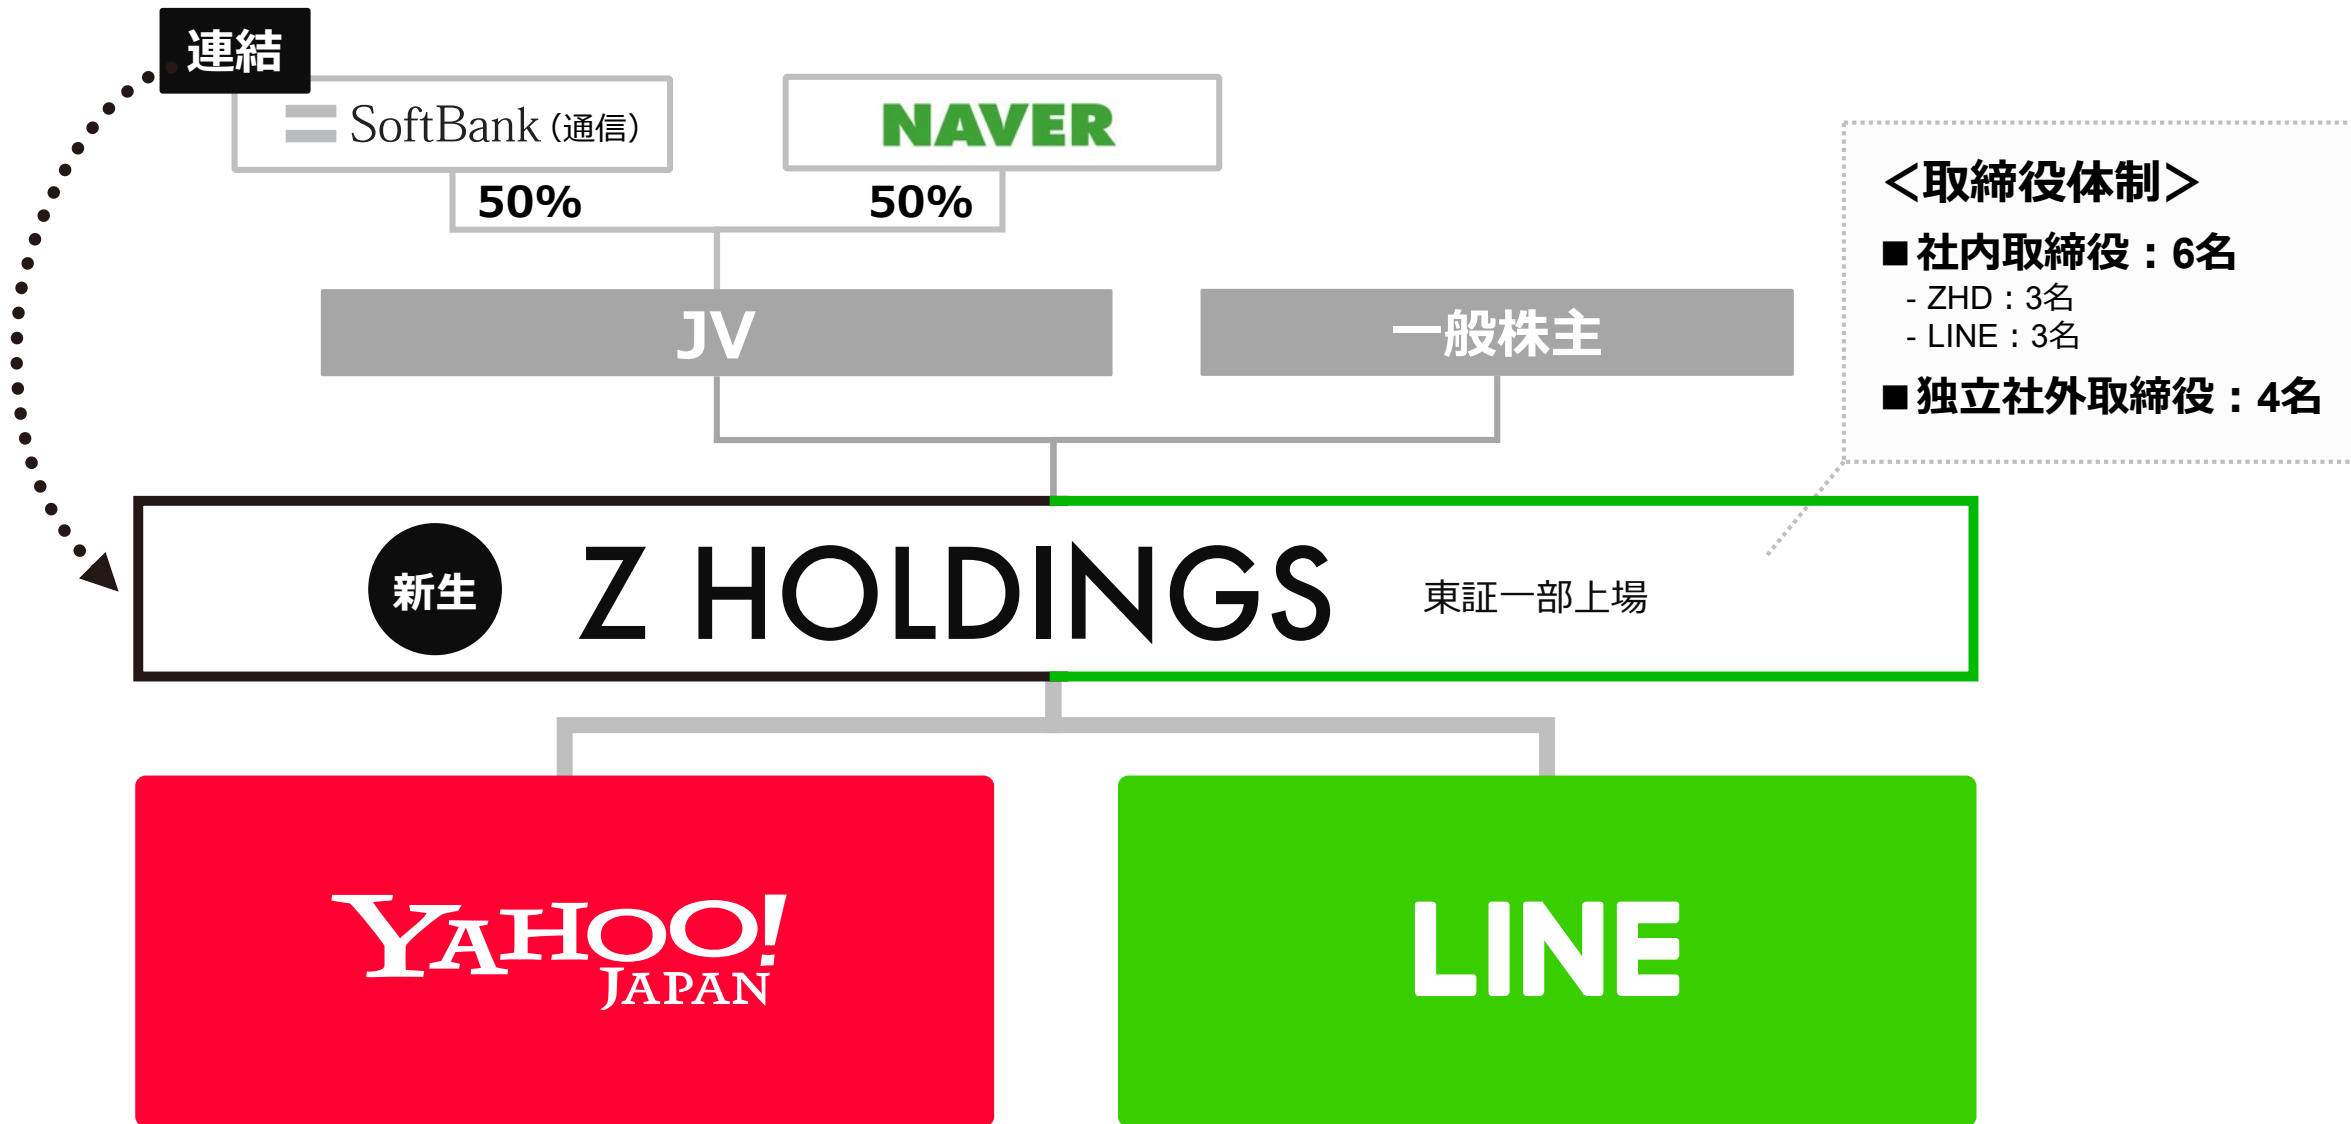 連結
SoftBank（通信）
NAVER
50%
50%
JV
一般株主
＜取締役体制＞
■社内取締役：6名
- ZHD：3名
- LINE：3名
■独立社外取締役：4名
新生
Z HOLDINGS
東証一部上場
YAHOO!
JAPAN
LINE